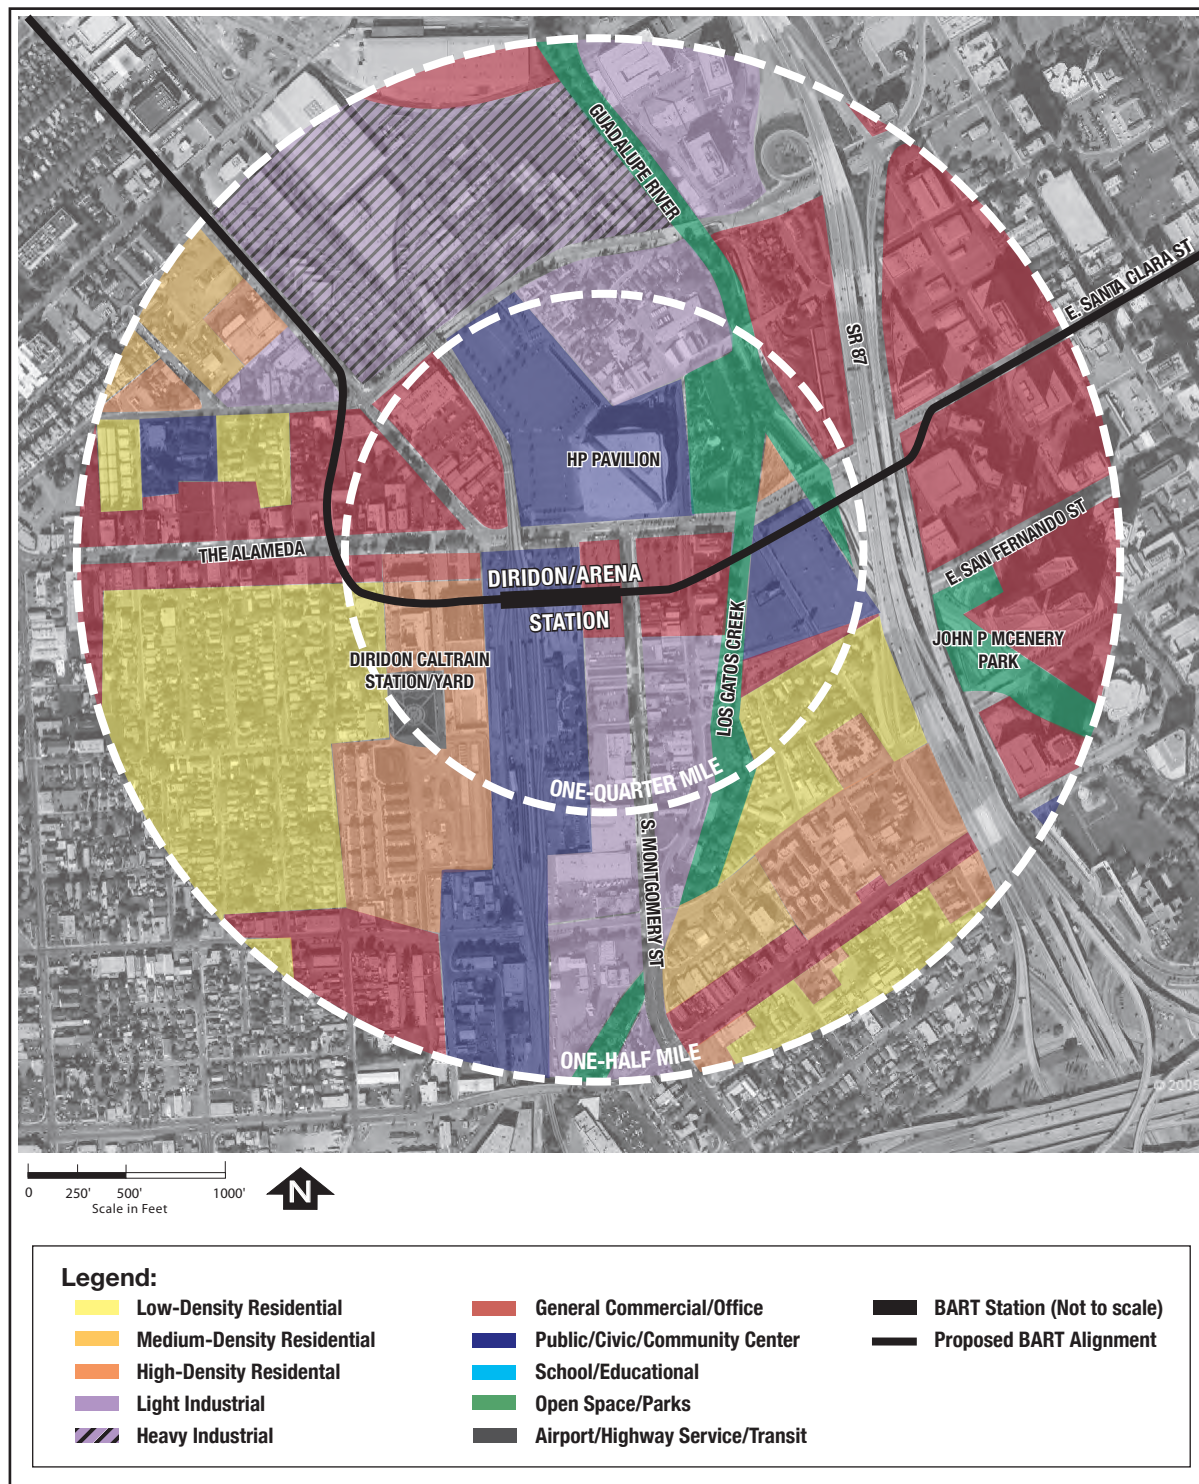 GUADALUPE RIVER
E. SANTA CLARA ST
SR 87
HP PAVILION
E. SAN FERNANDO ST
THE ALAMEDA
DIRIDON/ARENA
STATION
JOHN P MCENERY
PARK
DIRIDON CALTRAIN
STATION/YARD
LOS GATOS CREEK
ONE-QUARTER MILE
S. MONTGOMERY ST
ONE-HALF MILE
0 250' 500' 1000'
Scale in Feet
N
Legend:
Low-Density Residential
Medium-Density Residential
High-Density Residental
Light Industrial
Heavy Industrial
General Commercial/Office
Public/Civic/Community Center
School/Educational
Open Space/Parks
Airport/Highway Service/Transit
BART Station (Not to scale)
Proposed BART Alignment